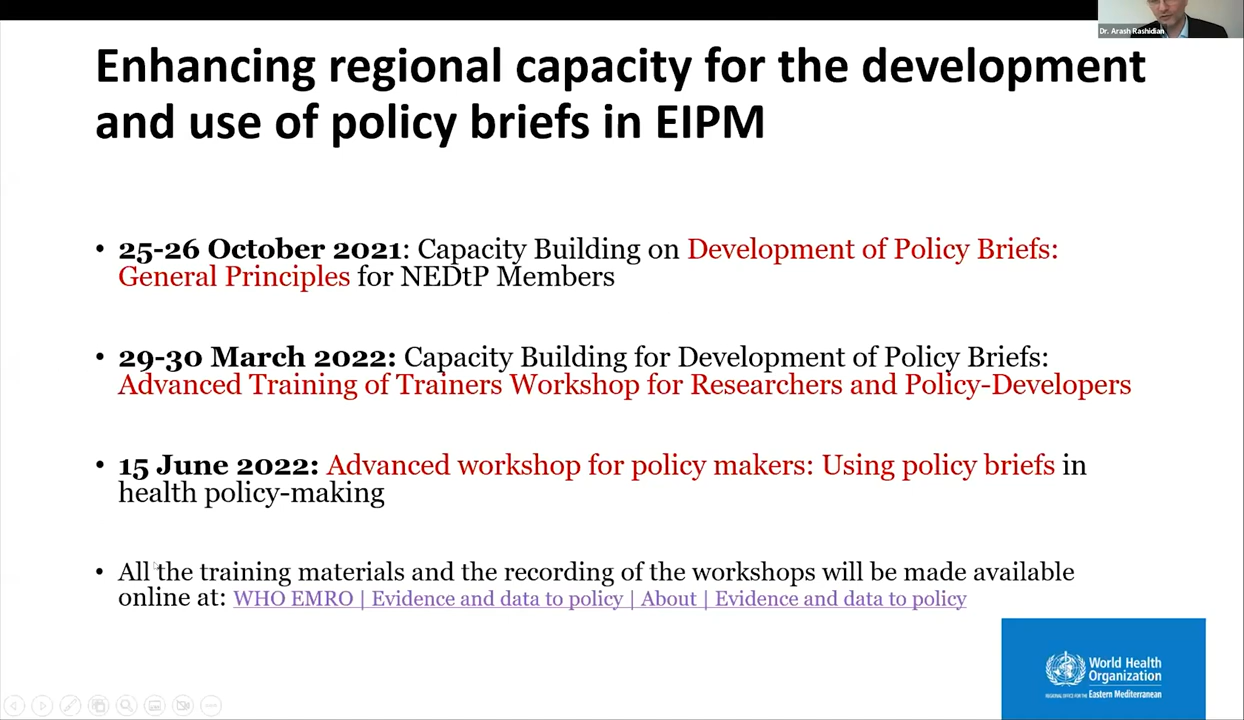 Dr. Arash Rashidian
Enhancing regional capacity for the development
and use of policy briefs in EIPM
• 25-26 October 2021: Capacity Building on Development of Policy Briefs:
General Principles for NEDtP Members
• 29-30 March 2022: Capacity Building for Development of Policy Briefs:
Advanced Training of Trainers Workshop for Researchers and Policy-Developers
• 15 June 2022: Advanced workshop for policy makers: Using policy briefs in
health policy-making
• All the training materials and the recording of the workshops will be made available
online at: WHO EMRO | Evidence and data to policy | About | Evidence and data to policy
World Health
Organization
REGIONAL OFFICE FOR THE Eastern Mediterranean